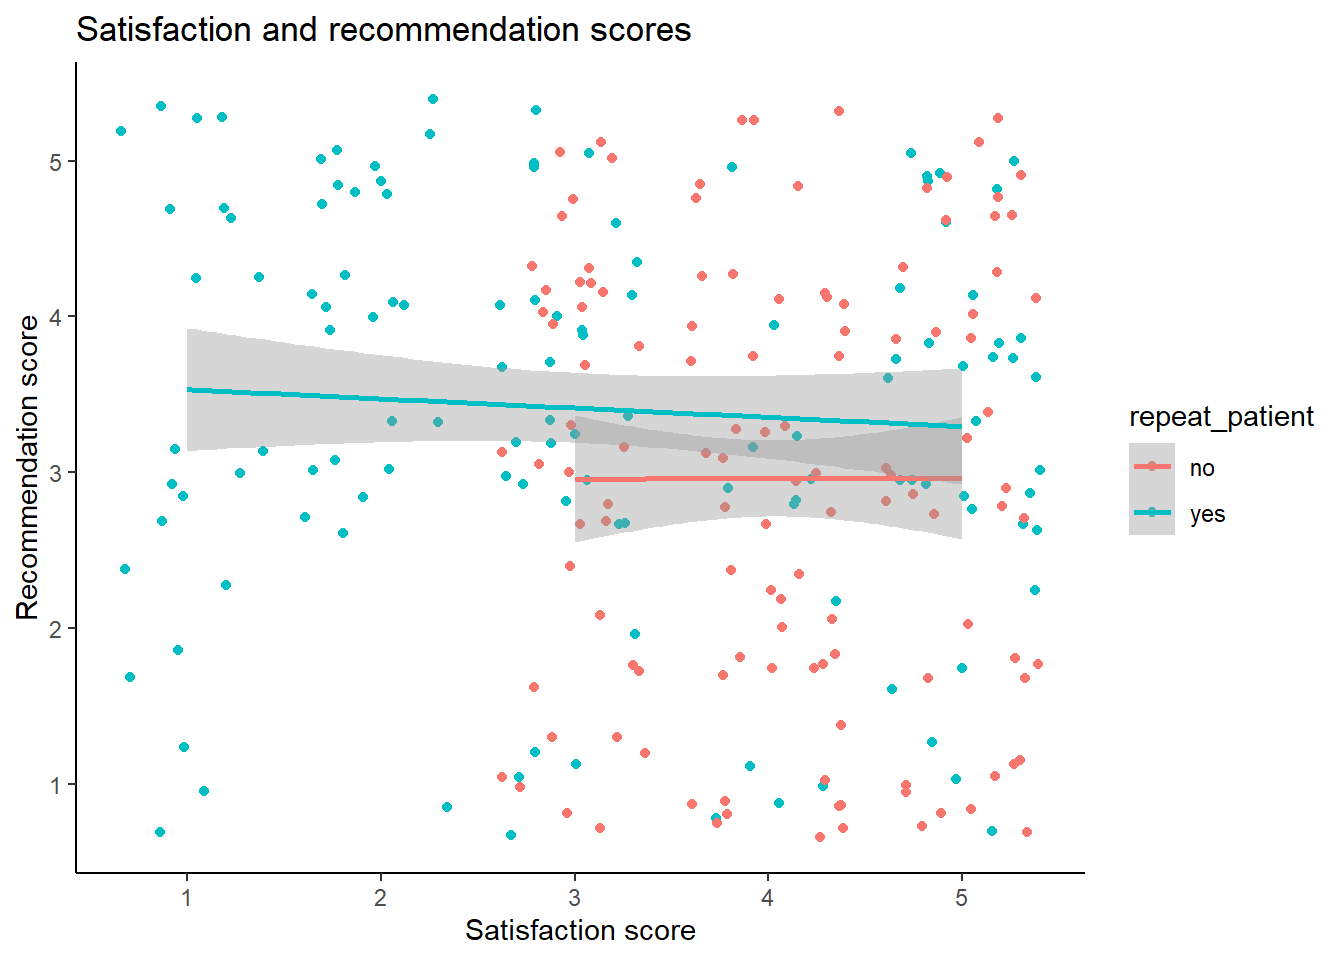 Satisfaction and recommendation scores
Recommendation score
5
4
3
2
1
1 2 3 4 5
Satisfaction score
repeat_patient
no
yes